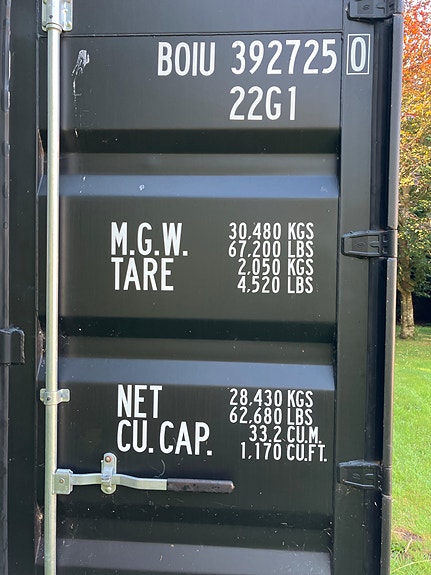 BOIU 392725 0
22G1
M.G.W. 30,480 KGS
67,200 LBS
TARE 2,050 KGS
4,520 LBS
NET 28,430 KGS
62,680 LBS
CU. CAP. 33.2 CU.M.
1,170 CU.FT.